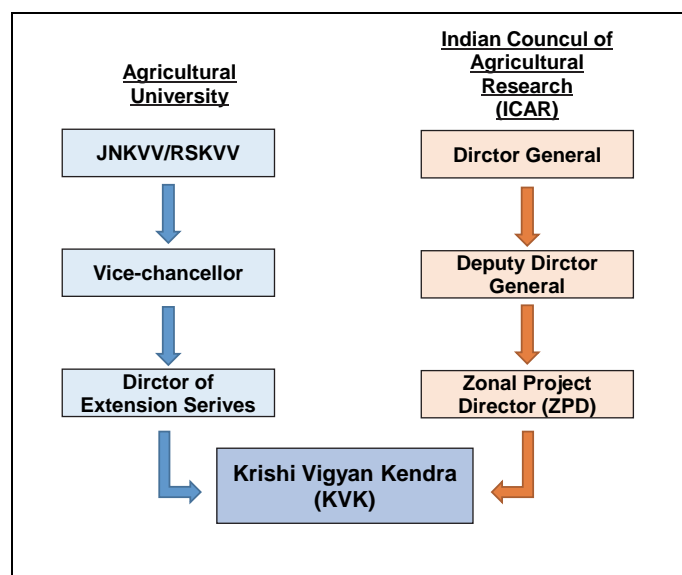 Agricultural
University
JNKVV/RSKVV
Vice-chancellor
Dirctor of
Extension Serives
Indian Councul of
Agricultural
Research
(ICAR)
Dirctor General
Deputy Dirctor
General
Zonal Project
Director (ZPD)
Krishi Vigyan Kendra
(KVK)